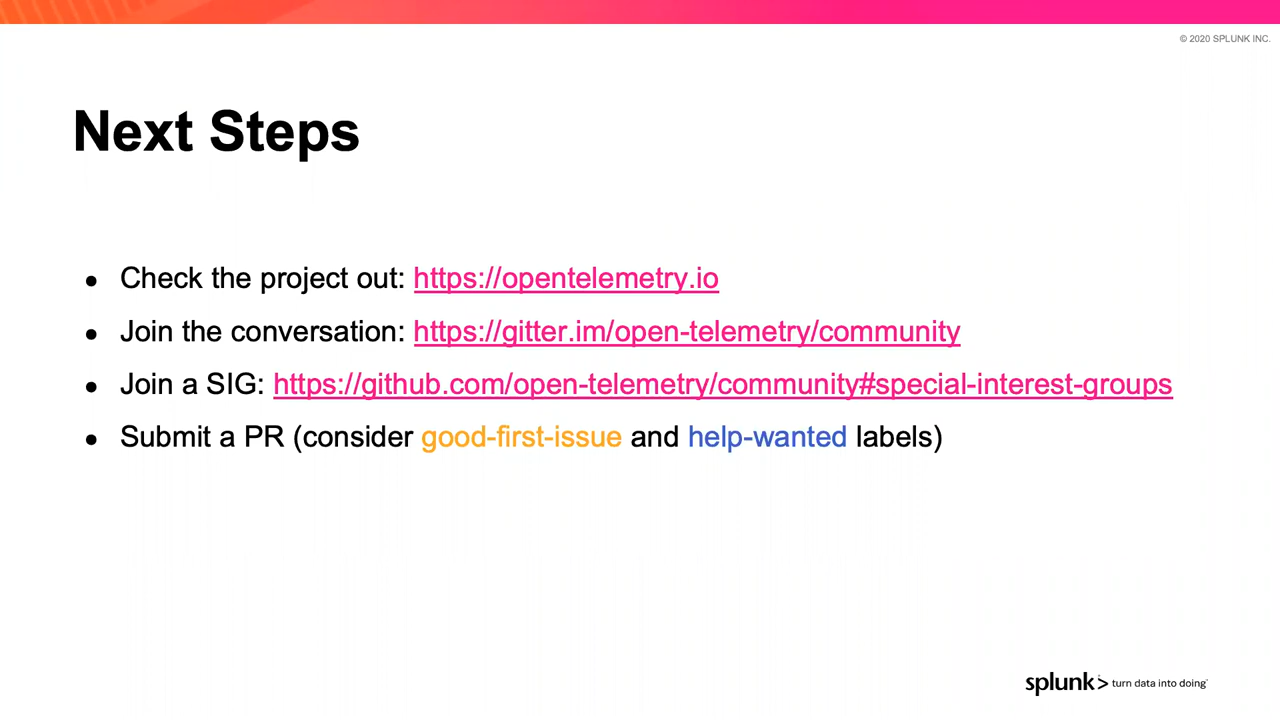 © 2020 SPLUNK INC.
Next Steps
● Check the project out: https://opentelemetry.io
● Join the conversation: https://gitter.im/open-telemetry/community
● Join a SIG: https://github.com/open-telemetry/community#special-interest-groups
● Submit a PR (consider good-first-issue and help-wanted labels)
splunk> turn data into doing